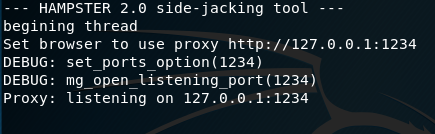 --- HAMPSTER 2.0 side-jacking tool ---
begining thread
Set browser to use proxy http://127.0.0.1:1234
DEBUG: set_ports_option(1234)
DEBUG: mg_open_listening_port(1234)
Proxy: listening on 127.0.0.1:1234